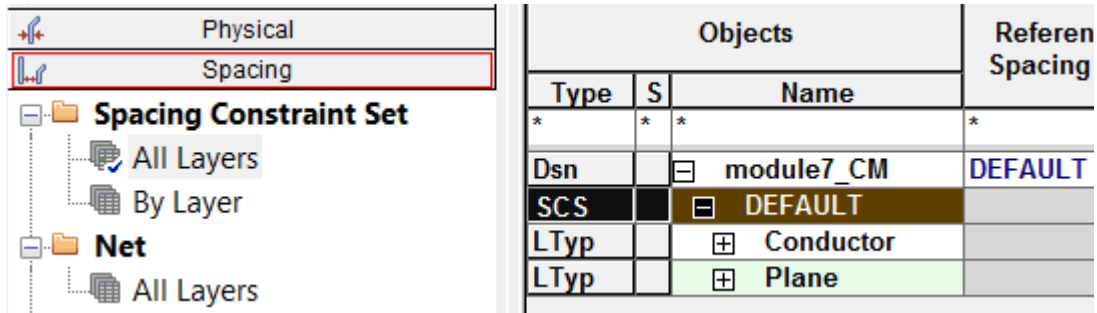 Physical
Spacing
Spacing Constraint Set
All Layers
By Layer
Net
All Layers
Objects
Referen
Spacing
Type S Name
* * * *
Dsn module7_CM DEFAULT
SCS DEFAULT
LTyp Conductor
LTyp Plane